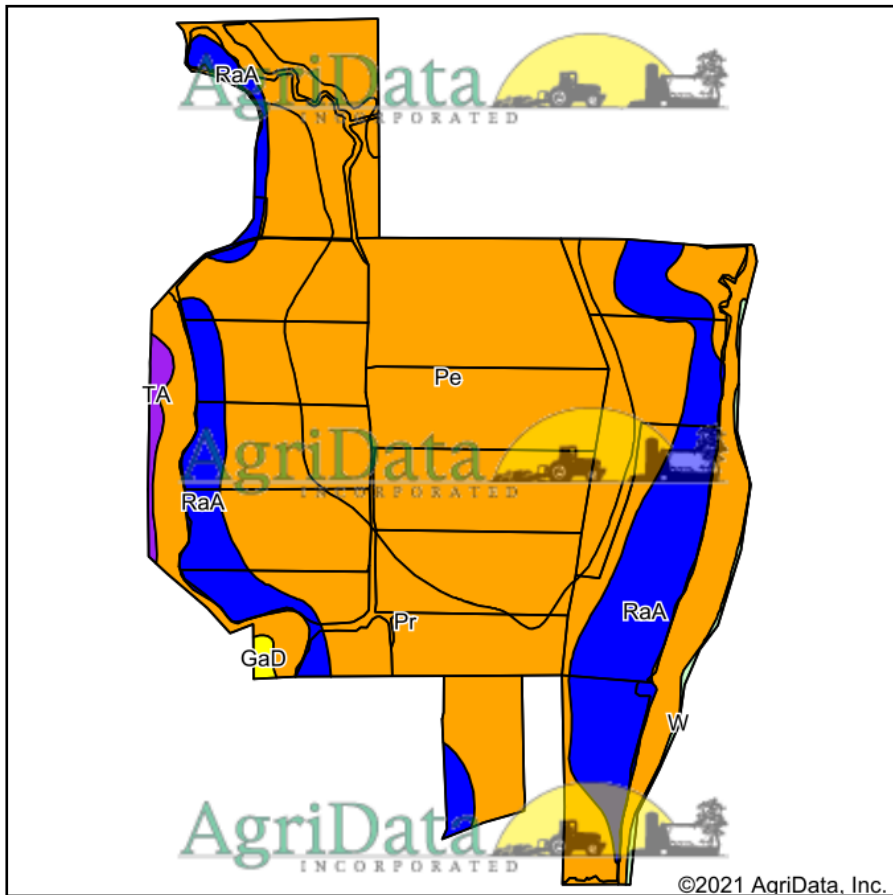 RaA
AgriData
INCORPORATED
Pe
TA
AgriData
INCORPORATED
RaA
RaA
Pr
GaD
W
AgriData
INCORPORATED
©2021 AgriData, Inc.